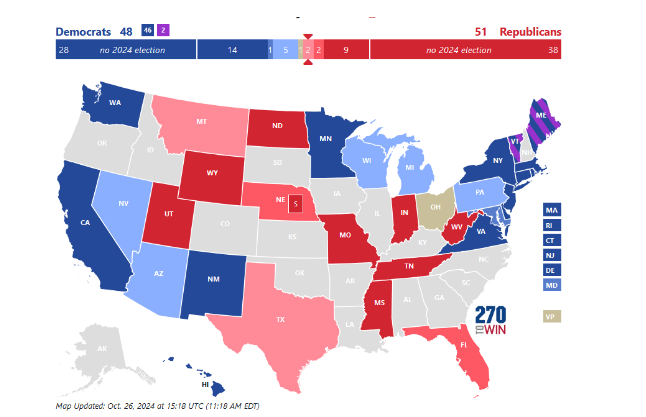 Democrats 48 46 2 51 Republicans
28 no 2024 election 14 1 5 1 2 2 9 no 2024 election 38
WA
MT
ND
MN
ME
OR
ID
SD
WI
MI
VT
NY
WY
NE
S
IA
PA
NV
UT
CO
KS
MO
IL
IN
OH
WV
VA
KY
CA
AZ
NM
OK
AR
TN
NC
SC
MS
AL
GA
TX
LA
FL
AK
HI
MA
RI
CT
NJ
DE
MD
VP
270
TO WIN
Map Updated: Oct. 26, 2024 at 15:18 UTC (11:18 AM EDT)